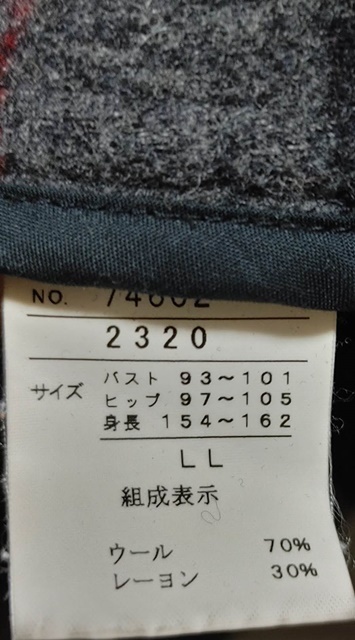 NO. 74602
2320
サイズ バスト 93～101
ヒップ 97～105
身長 154～162
LL
組成表示
ウール 70%
レーヨン 30%